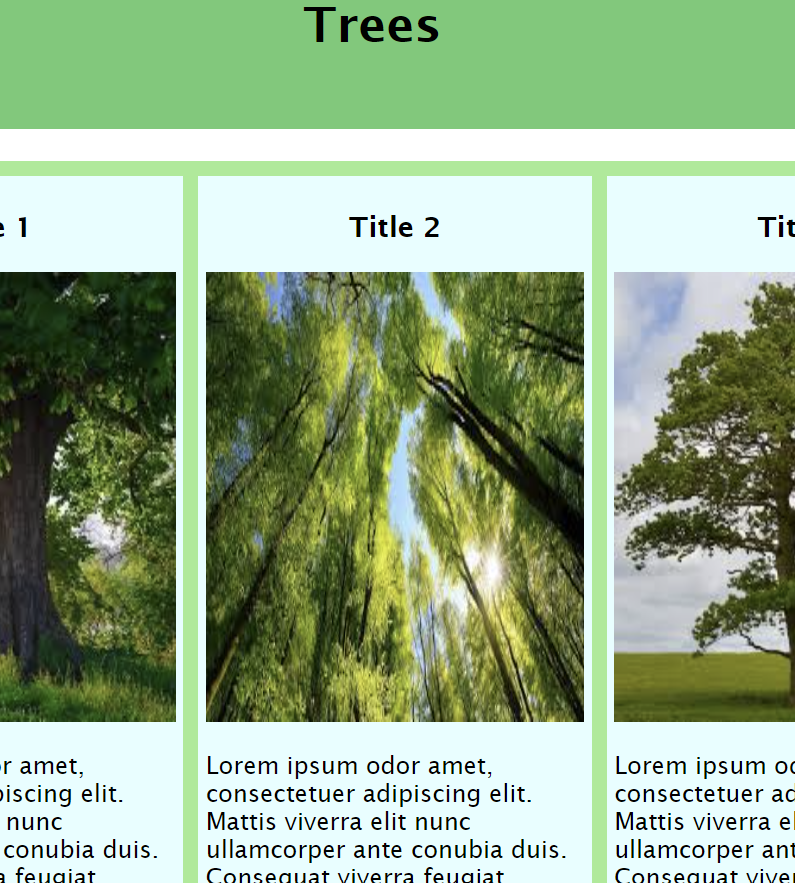 Trees
e 1
Title 2
Tit
or amet,
piscing elit.
nunc
conubia duis.
a feugiat
Lorem ipsum odor amet,
consectetuer adipiscing elit.
Mattis viverra elit nunc
ullamcorper ante conubia duis.
Consequat viverra feugiat
Lorem ipsum od
consectetuer ad
Mattis viverra el
ullamcorper ant
Consequat viver